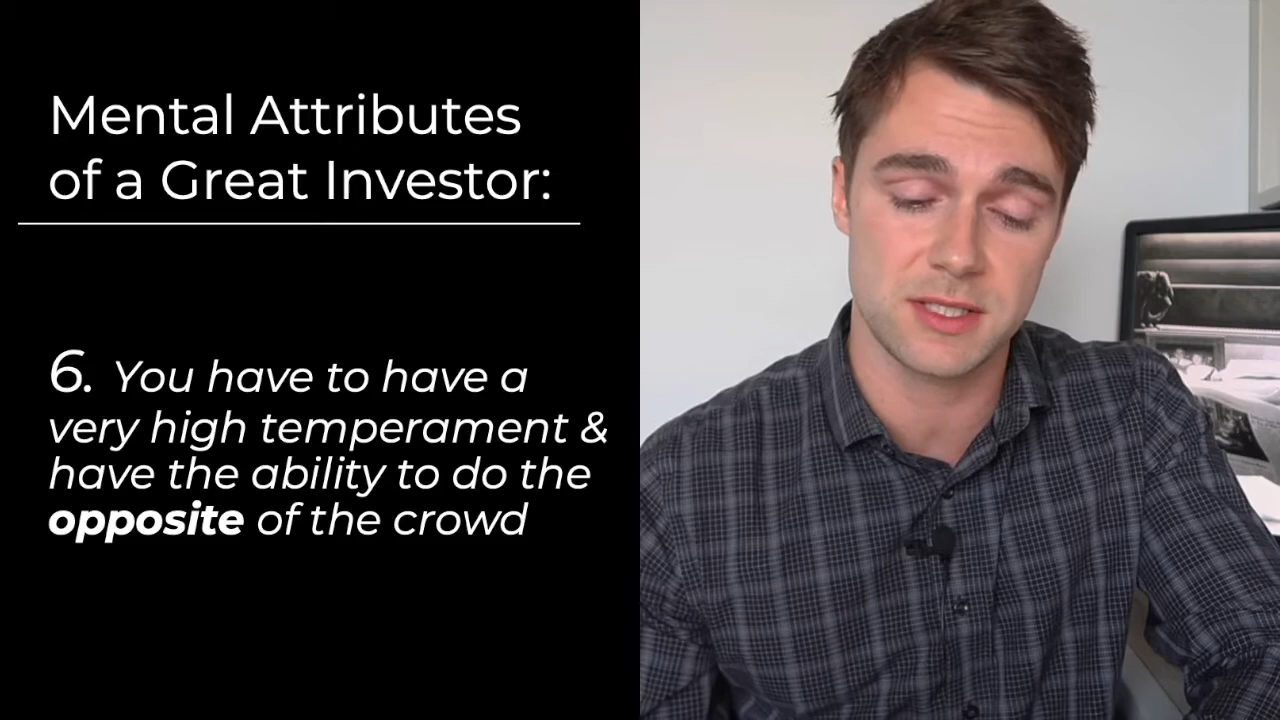 Mental Attributes
of a Great Investor:
6. You have to have a
very high temperament &
have the ability to do the
opposite of the crowd